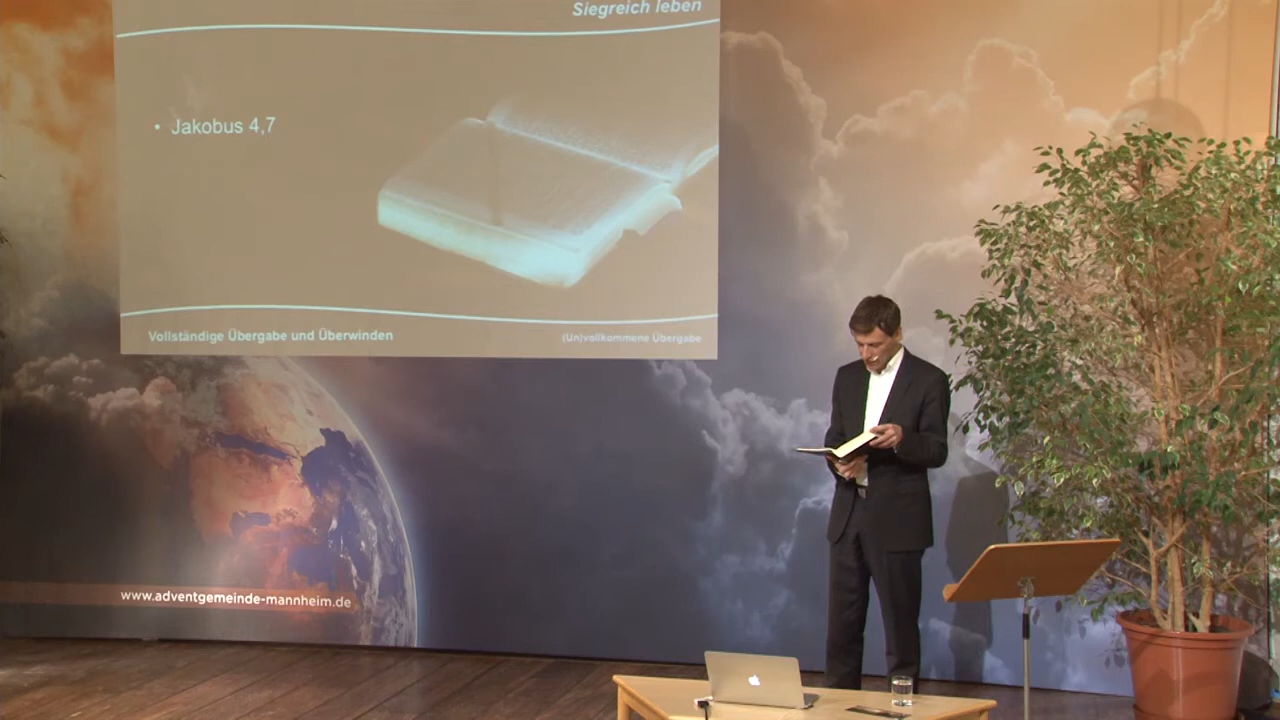 Siegreich leben
• Jakobus 4,7
Vollständige Übergabe und Überwinden
(Un)vollkommene Übergabe
www.adventgemeinde-mannheim.de